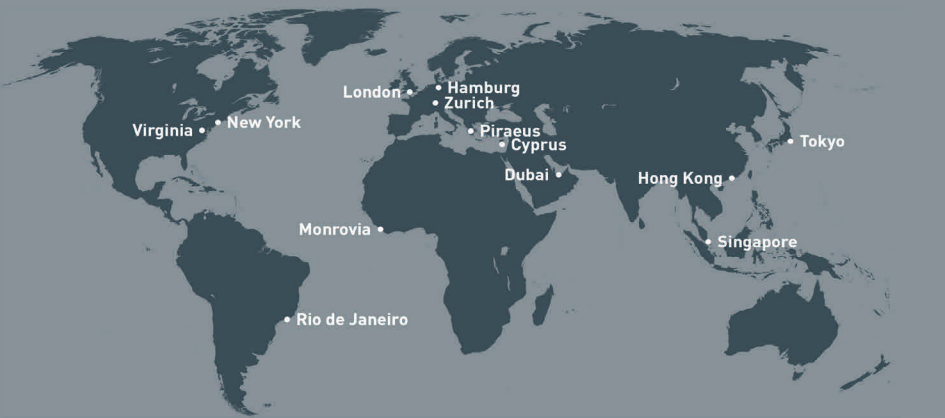 London
Hamburg
Zurich
New York
Virginia
Piraeus
Cyprus
Tokyo
Dubai
Hong Kong
Monrovia
Singapore
Rio de Janeiro